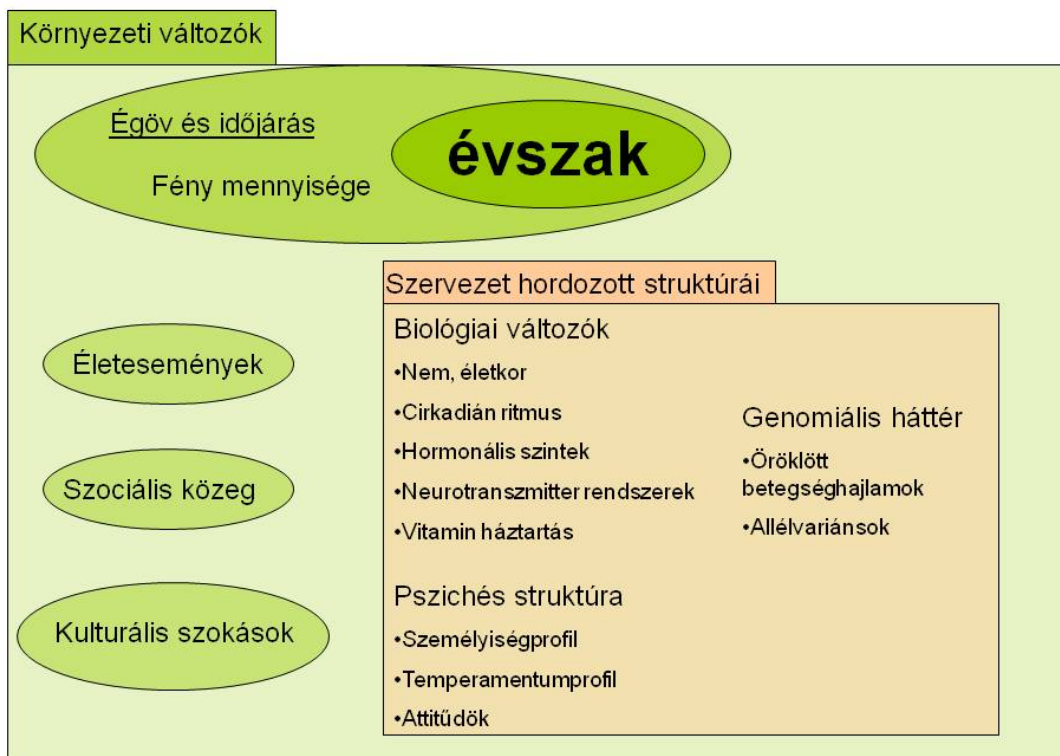 Környezeti változók
Égöv és időjárás
évszak
Fény mennyisége
Szervezet hordozott struktúrái
Életesemények
Szociális közeg
Kulturális szokások
Biológiai változók
•Nem, életkor
•Cirkadián ritmus
•Hormonális szintek
•Neurotranszmitter rendszerek
•Vitamin háztartás
Genomiális háttér
•Öröklött
betegséghajlamok
•Allélvariánsok
Pszichés struktúra
•Személyiségprofil
•Temperamentumprofil
•Attitűdök